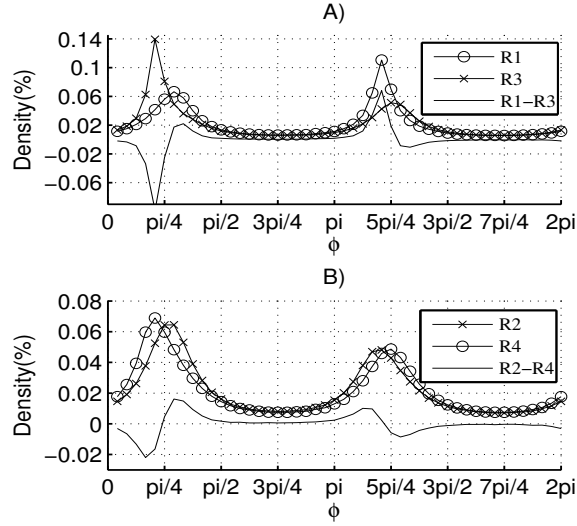 A)
0.14
0.1
0.06
0.02
−0.02
−0.06
Density(%)
R1
R3
R1−R3
0 pi/4 pi/2 3pi/4 pi 5pi/4 3pi/2 7pi/4 2pi
ϕ
B)
0.08
0.06
0.04
0.02
0
−0.02
Density(%)
R2
R4
R2−R4
0 pi/4 pi/2 3pi/4 pi 5pi/4 3pi/2 7pi/4 2pi
ϕ